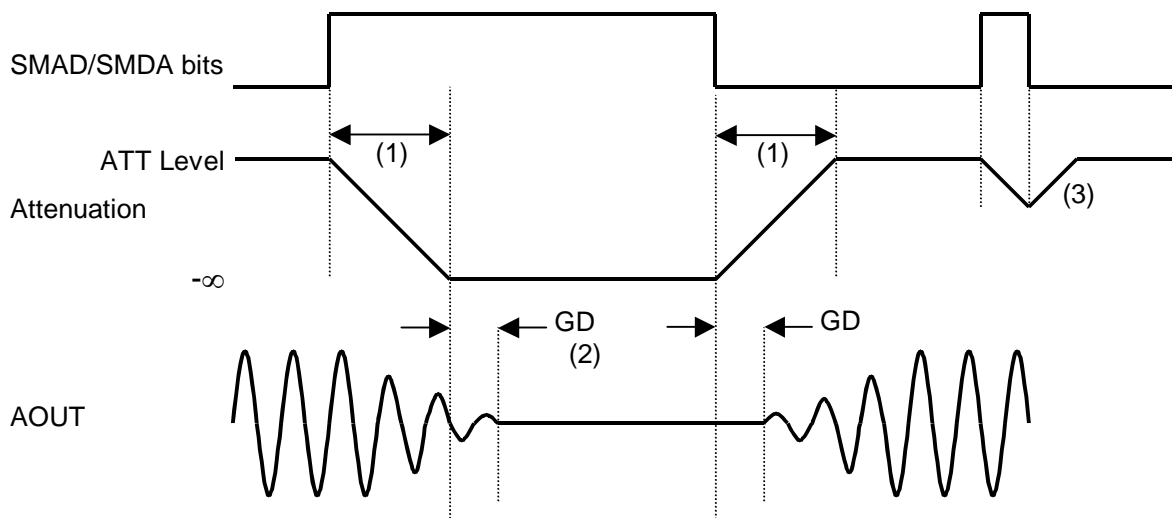 SMAD/SMDA bits
(1) (1)
ATT Level
Attenuation
(3)
-∞
GD GD
(2)
AOUT